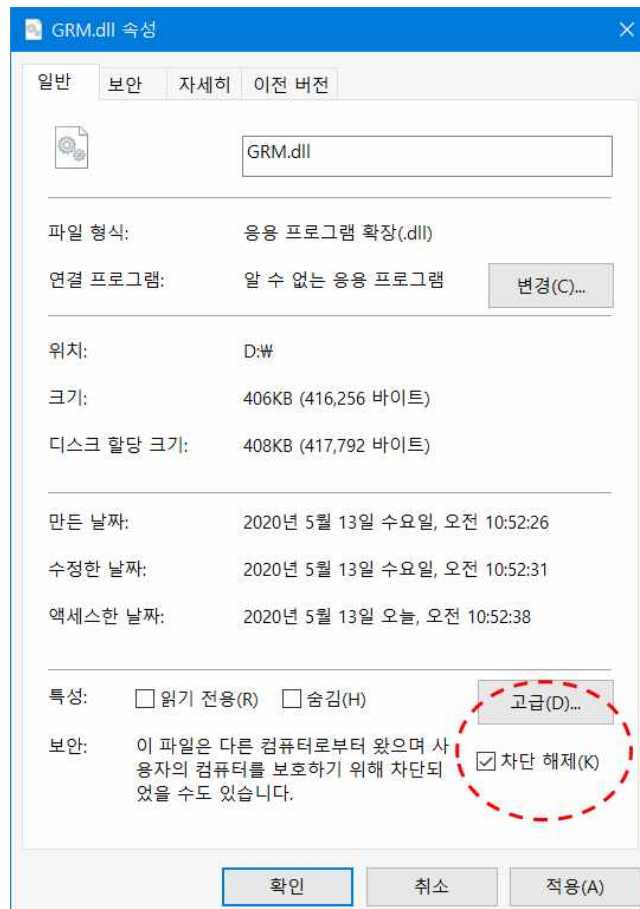 GRM.dll 속성
일반 보안 자세히 이전 버전
GRM.dll
파일 형식: 응용 프로그램 확장(.dll)
연결 프로그램: 알 수 없는 응용 프로그램 변경(C)...
위치: D:₩
크기: 406KB (416,256 바이트)
디스크 할당 크기: 408KB (417,792 바이트)
만든 날짜: 2020년 5월 13일 수요일, 오전 10:52:26
수정한 날짜: 2020년 5월 13일 수요일, 오전 10:52:31
액세스한 날짜: 2020년 5월 13일 오늘, 오전 10:52:38
특성: 읽기 전용(R) 숨김(H) 고급(D)...
보안: 이 파일은 다른 컴퓨터로부터 왔으며 사
용자의 컴퓨터를 보호하기 위해 차단되
었을 수도 있습니다.
차단 해제(K)
확인 취소 적용(A)